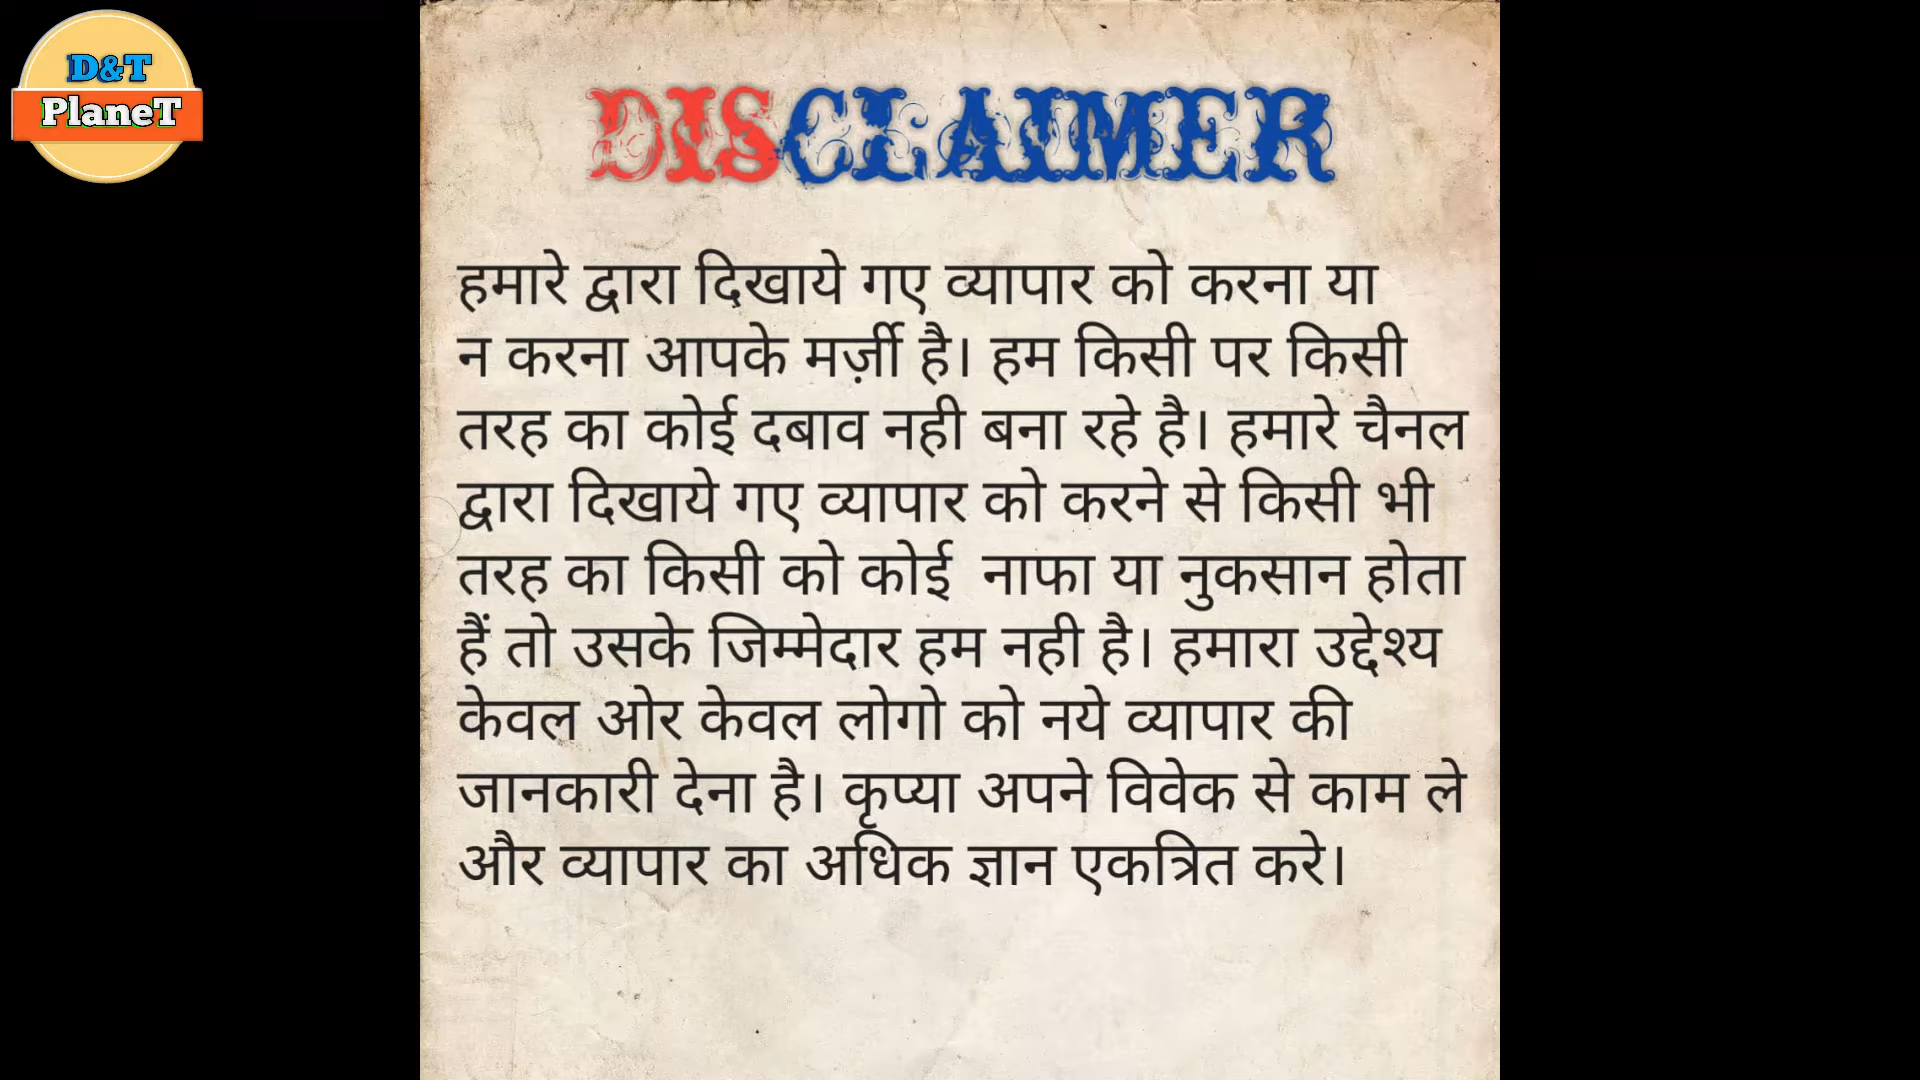 D&T
PlaneT
DISCLAIMER
हमारे द्वारा दिखाये गए व्यापार को करना या
न करना आपके मर्ज़ी है। हम किसी पर किसी
तरह का कोई दबाव नही बना रहे है। हमारे चैनल
द्वारा दिखाये गए व्यापार को करने से किसी भी
तरह का किसी को कोई नाफा या नुकसान होता
हैं तो उसके जिम्मेदार हम नही है। हमारा उद्देश्य
केवल ओर केवल लोगो को नये व्यापार की
जानकारी देना है। कृप्या अपने विवेक से काम ले
और व्यापार का अधिक ज्ञान एकत्रित करे।